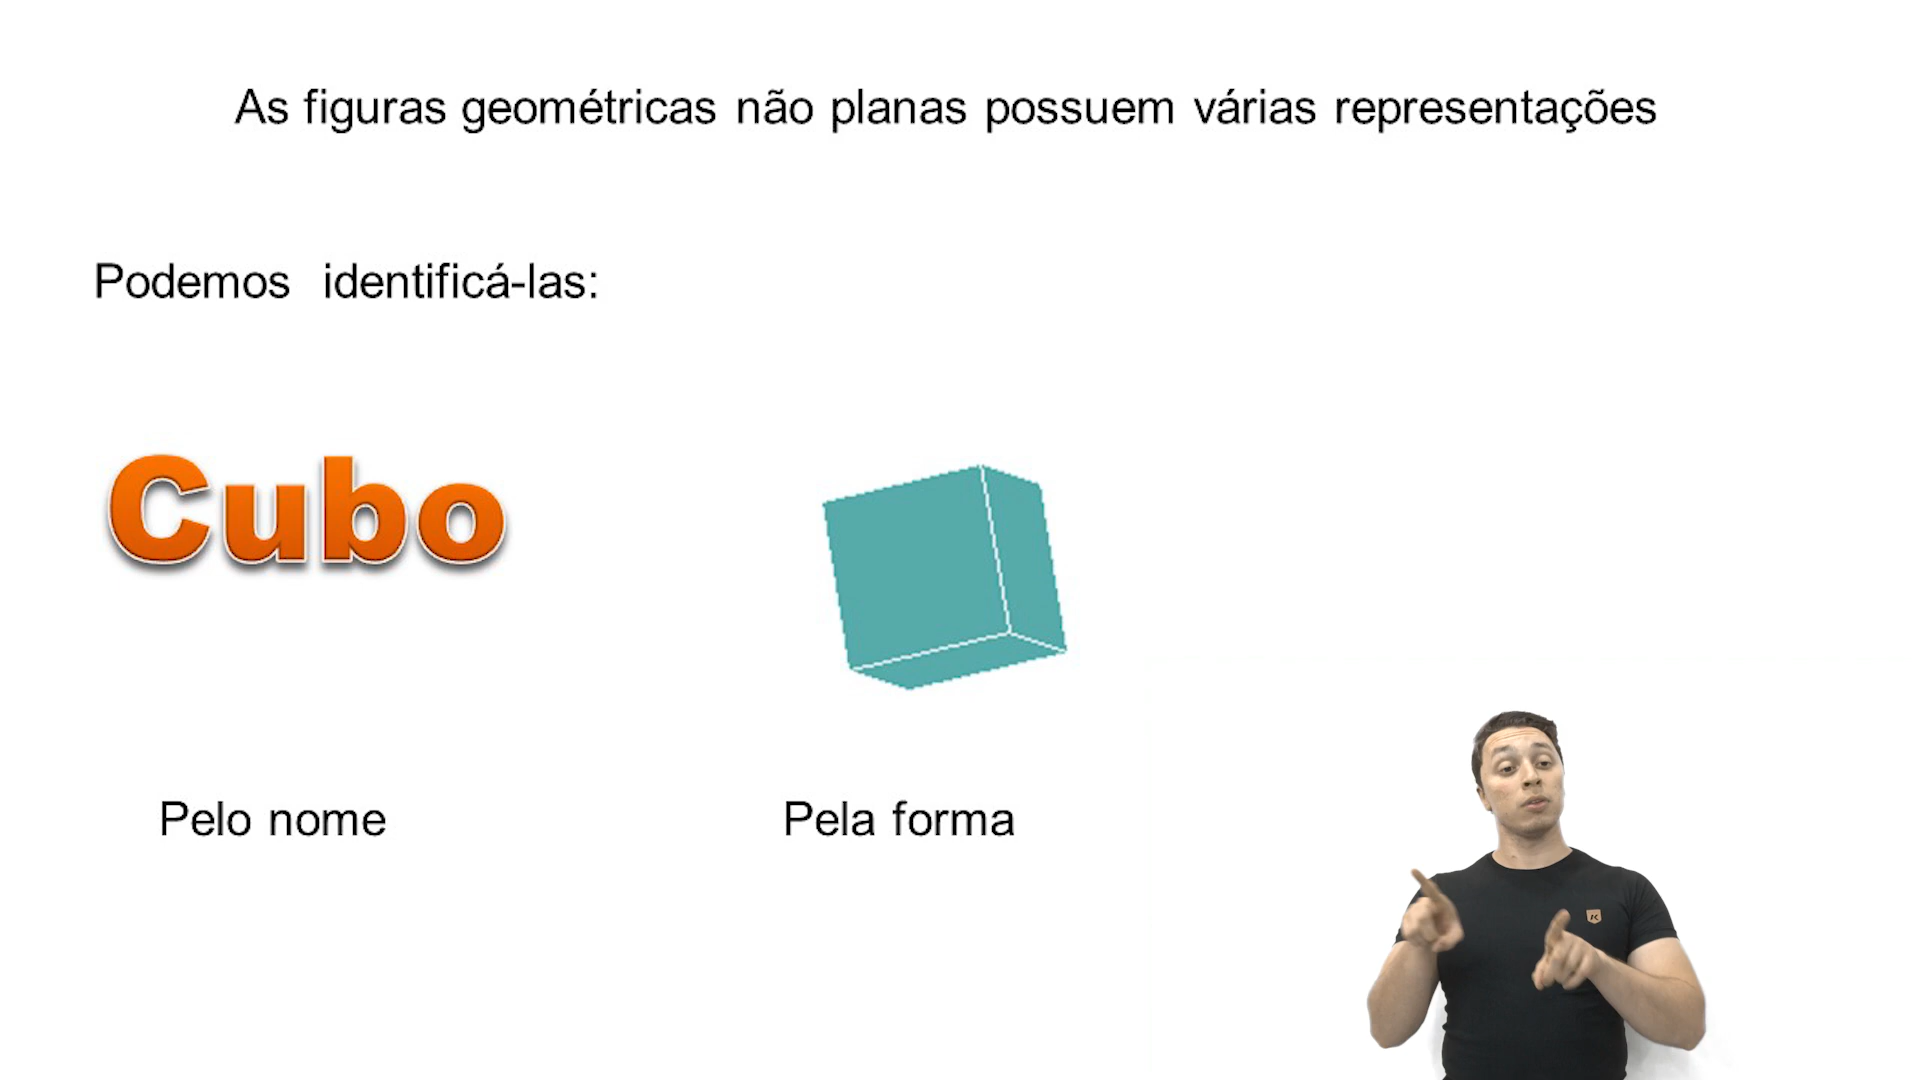 As figuras geométricas não planas possuem várias representações
Podemos identificá-las:
Cubo
Pelo nome
Pela forma